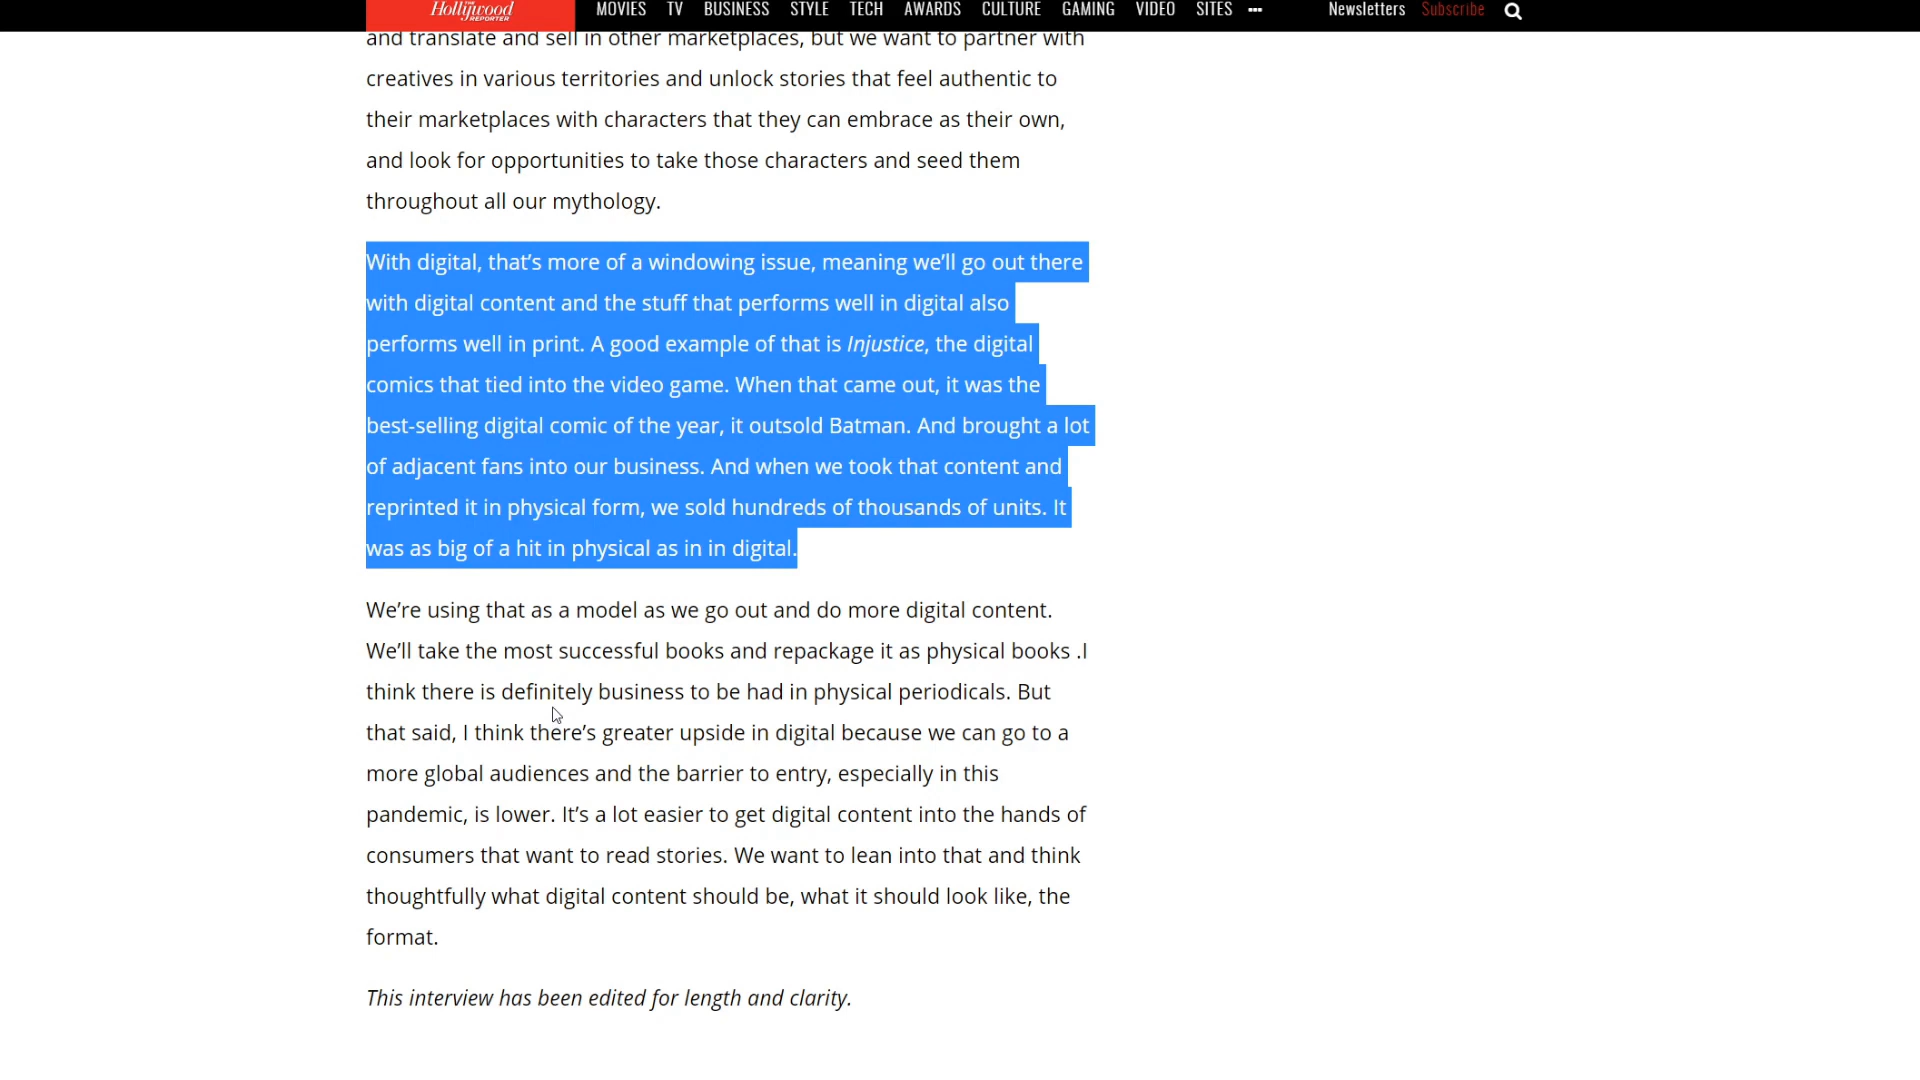 THE
Hollywood
REPORTER
MOVIES TV BUSINESS STYLE TECH AWARDS CULTURE GAMING VIDEO SITES ••• Newsletters Subscribe
and translate and sell in other marketplaces, but we want to partner with
creatives in various territories and unlock stories that feel authentic to
their marketplaces with characters that they can embrace as their own,
and look for opportunities to take those characters and seed them
throughout all our mythology.
With digital, that’s more of a windowing issue, meaning we’ll go out there
with digital content and the stuff that performs well in digital also
performs well in print. A good example of that is Injustice, the digital
comics that tied into the video game. When that came out, it was the
best-selling digital comic of the year, it outsold Batman. And brought a lot
of adjacent fans into our business. And when we took that content and
reprinted it in physical form, we sold hundreds of thousands of units. It
was as big of a hit in physical as in in digital.
We’re using that as a model as we go out and do more digital content.
We’ll take the most successful books and repackage it as physical books .I
think there is definitely business to be had in physical periodicals. But
that said, I think there’s greater upside in digital because we can go to a
more global audiences and the barrier to entry, especially in this
pandemic, is lower. It’s a lot easier to get digital content into the hands of
consumers that want to read stories. We want to lean into that and think
thoughtfully what digital content should be, what it should look like, the
format.
This interview has been edited for length and clarity.